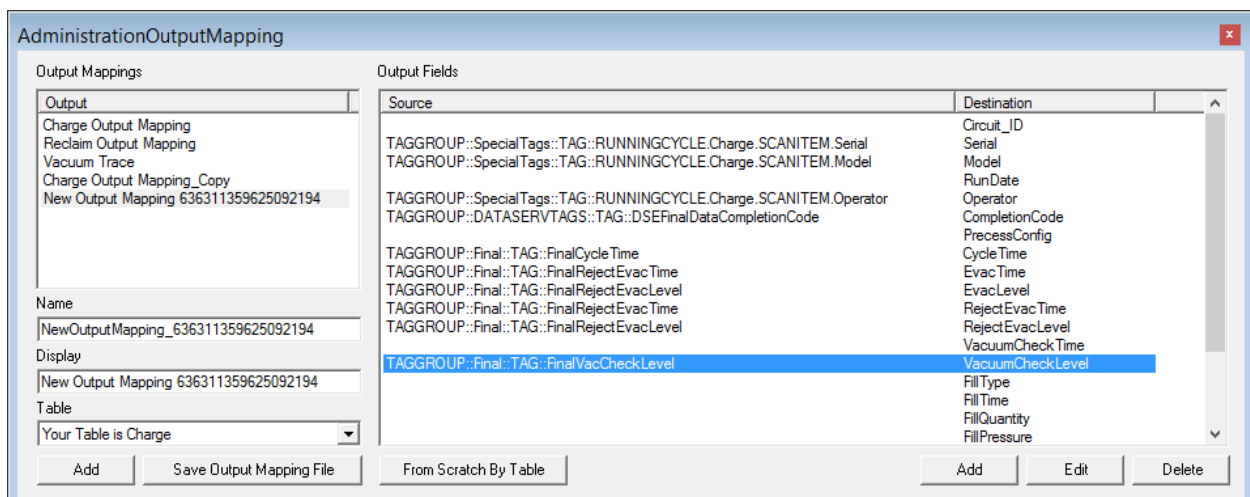 AdministrationOutputMapping
x
Output Mappings
Output
Charge Output Mapping
Reclaim Output Mapping
Vacuum Trace
Charge Output Mapping_Copy
New Output Mapping 636311359625092194
Name
NewOutputMapping_636311359625092194
Display
New Output Mapping 636311359625092194
Table
Your Table is Charge
Add Save Output Mapping File
Output Fields
Source Destination
Circuit_ID
TAGGROUP::SpecialTags::TAG::RUNNINGCYCLE.Charge.SCANITEM.Serial Serial
TAGGROUP::SpecialTags::TAG::RUNNINGCYCLE.Charge.SCANITEM.Model Model
RunDate
TAGGROUP::SpecialTags::TAG::RUNNINGCYCLE.Charge.SCANITEM.Operator Operator
TAGGROUP::DATASERVTAGS::TAG::DSEFinalDataCompletionCode CompletionCode
PrecessConfig
TAGGROUP::Final::TAG::FinalCycleTime CycleTime
TAGGROUP::Final::TAG::FinalRejectEvacTime EvacTime
TAGGROUP::Final::TAG::FinalRejectEvacLevel EvacLevel
TAGGROUP::Final::TAG::FinalRejectEvacTime RejectEvacTime
TAGGROUP::Final::TAG::FinalRejectEvacLevel RejectEvacLevel
VacuumCheckTime
TAGGROUP::Final::TAG::FinalVacCheckLevel VacuumCheckLevel
FillType
FillTime
FillQuantity
FillPressure
From Scratch By Table Add Edit Delete